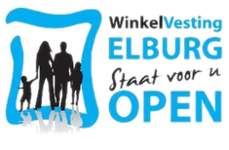 WinkelVesting
ELBURG
Staat voor u
OPEN